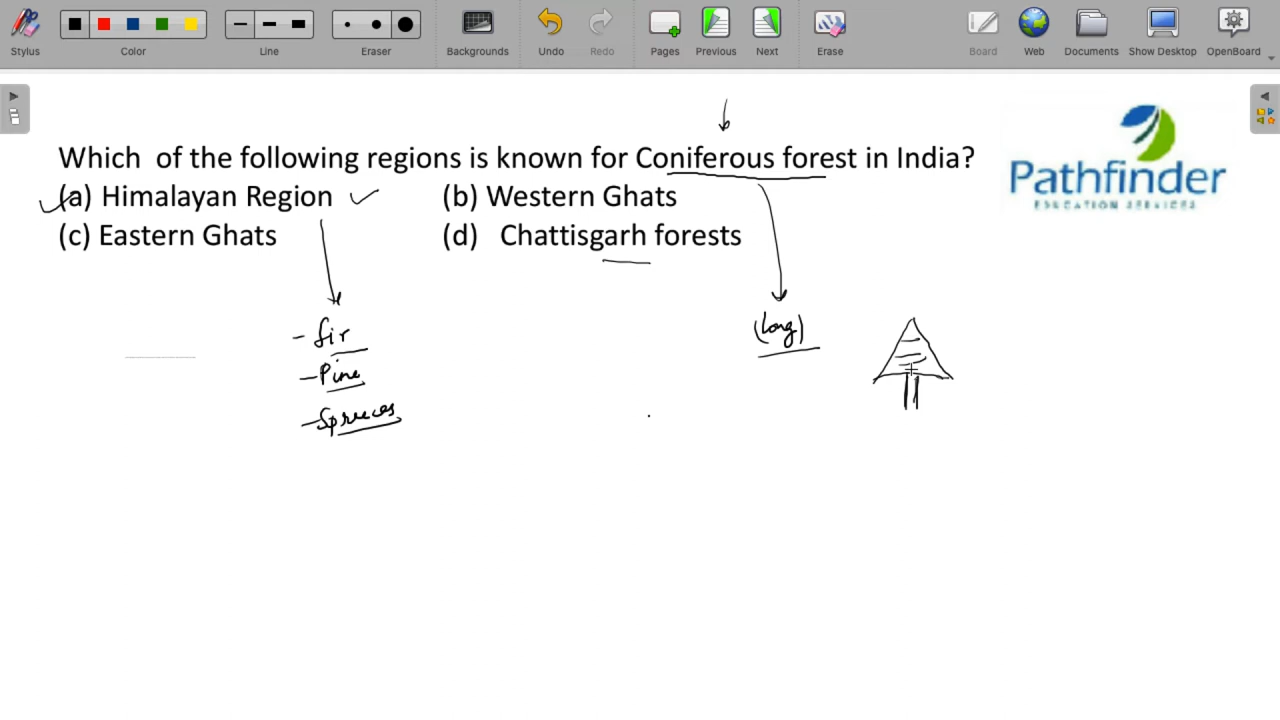 Stylus Color Line Eraser Backgrounds Undo Redo Pages Previous Next Erase Board Web Documents Show Desktop OpenBoard
Which of the following regions is known for Coniferous forest in India?
(a) Himalayan Region (b) Western Ghats
(c) Eastern Ghats (d) Chattisgarh forests
Pathfinder
EDUCATION SERVICES
- fir
- Pine
- Spruces
(long)